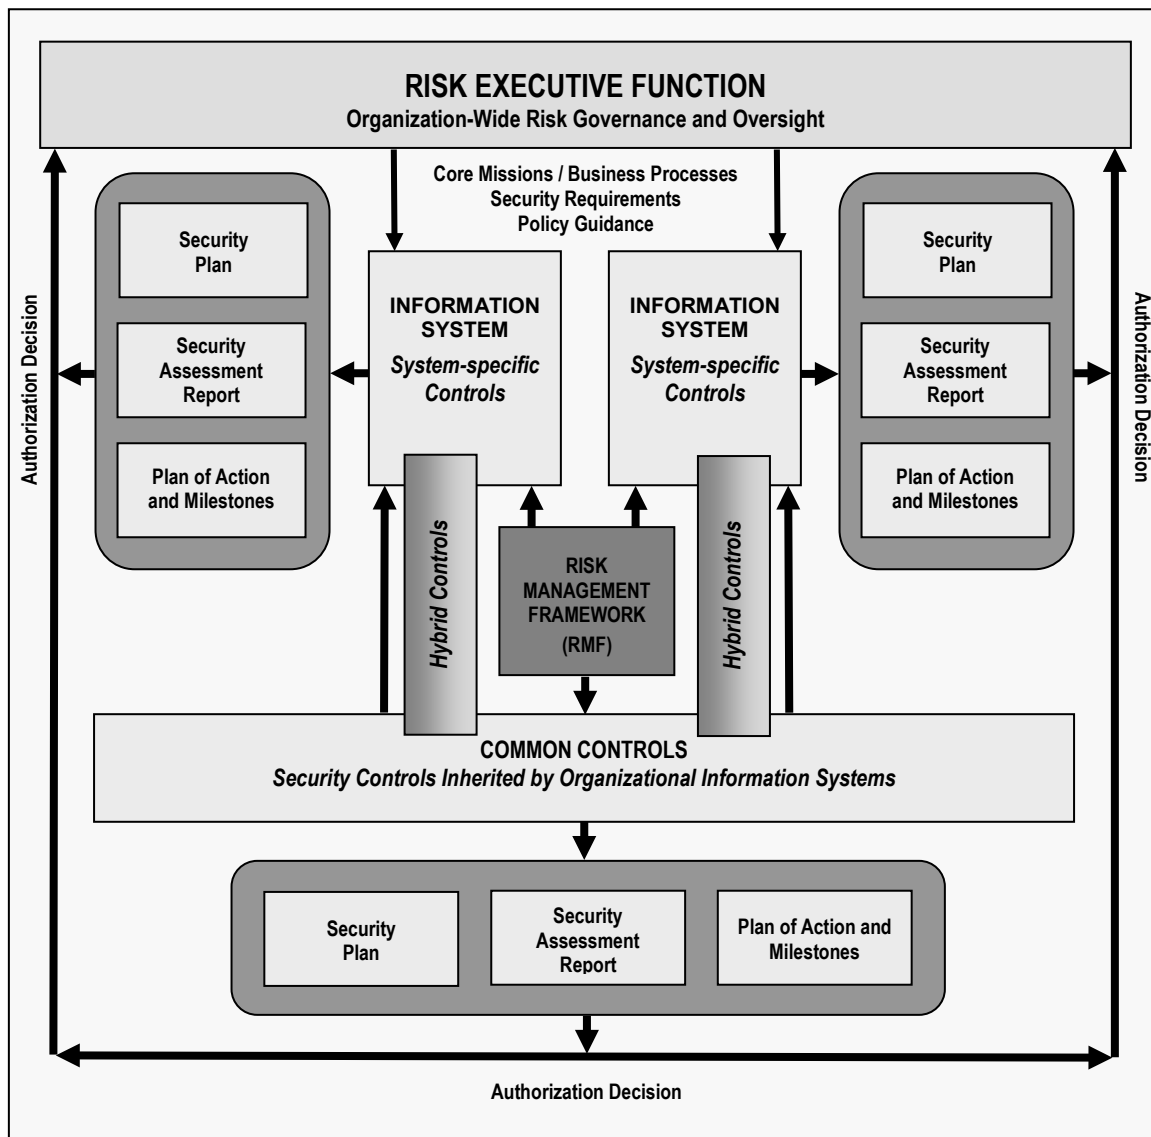 RISK EXECUTIVE FUNCTION
Organization-Wide Risk Governance and Oversight
Core Missions / Business Processes
Security Requirements
Policy Guidance
Authorization Decision
Security
Plan
Security
Assessment
Report
Plan of Action
and Milestones
INFORMATION
SYSTEM
System-specific
Controls
INFORMATION
SYSTEM
System-specific
Controls
Security
Plan
Security
Assessment
Report
Plan of Action
and Milestones
Authorization Decision
Hybrid Controls
RISK
MANAGEMENT
FRAMEWORK
(RMF)
Hybrid Controls
COMMON CONTROLS
Security Controls Inherited by Organizational Information Systems
Security
Plan
Security
Assessment
Report
Plan of Action and
Milestones
Authorization Decision